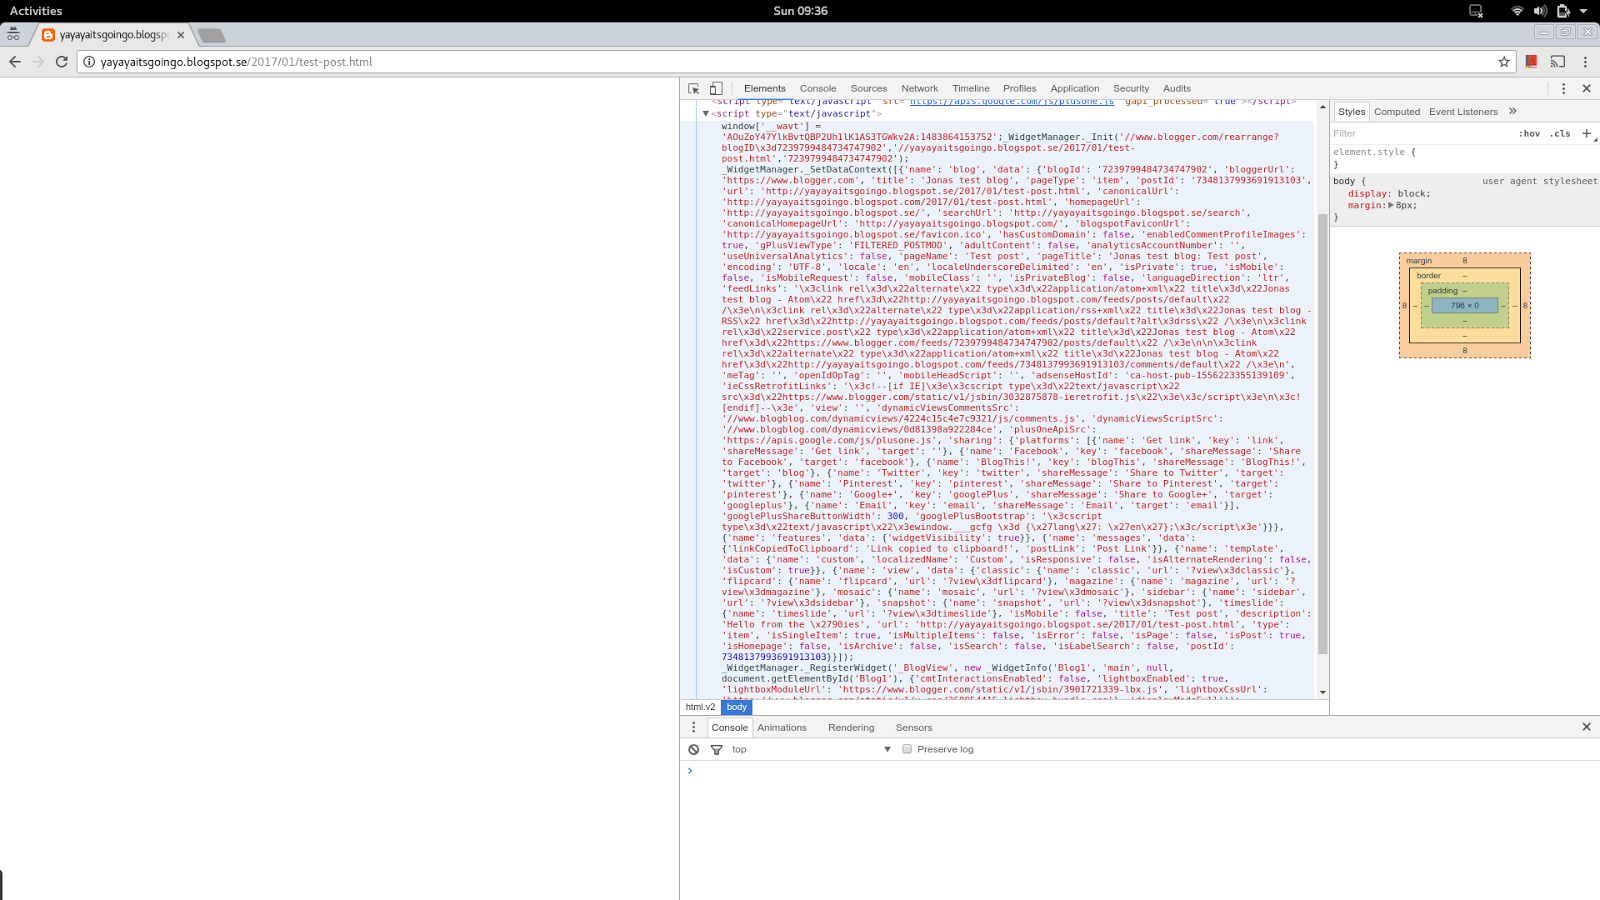 Activities
Sun 09:36
yayayaitsgoingo.blogsp
yayayaitsgoingo.blogspot.se/2017/01/test-post.html
Elements Console Sources Network Timeline Profiles Application Security Audits
<script type="text/javascript" src="https://apis.google.com/js/plusone.js" gapi_processed="true"></script>
▼<script type="text/javascript">
window['__wavt'] =
'AOuZoY47YlkBvtQBP2Uh1lK1AS3TGWkv2A:1483864153752';_WidgetManager._Init('//www.blogger.com/rearrange?
blogID\x3d7239799484734747902','//yayayaitsgoingo.blogspot.se/2017/01/test-
post.html','7239799484734747902');
_WidgetManager._SetDataContext([{'name': 'blog', 'data': {'blogId': '7239799484734747902', 'bloggerUrl':
'https://www.blogger.com', 'title': 'Jonas test blog', 'pageType': 'item', 'postId': '7348137993691913103',
'url': 'http://yayayaitsgoingo.blogspot.se/2017/01/test-post.html', 'canonicalUrl':
'http://yayayaitsgoingo.blogspot.com/2017/01/test-post.html', 'homepageUrl':
'http://yayayaitsgoingo.blogspot.se/', 'searchUrl': 'http://yayayaitsgoingo.blogspot.se/search',
'canonicalHomepageUrl': 'http://yayayaitsgoingo.blogspot.com/', 'blogspotFaviconUrl':
'http://yayayaitsgoingo.blogspot.se/favicon.ico', 'hasCustomDomain': false, 'enabledCommentProfileImages':
true, 'gPlusViewType': 'FILTERED_POSTMOD', 'adultContent': false, 'analyticsAccountNumber': '',
'useUniversalAnalytics': false, 'pageName': 'Test post', 'pageTitle': 'Jonas test blog: Test post',
'encoding': 'UTF-8', 'locale': 'en', 'localeUnderscoreDelimited': 'en', 'isPrivate': true, 'isMobile':
false, 'isMobileRequest': false, 'mobileClass': '', 'isPrivateBlog': false, 'languageDirection': 'ltr',
'feedLinks': '\x3clink rel\x3d\x22alternate\x22 type\x3d\x22application/atom+xml\x22 title\x3d\x22Jonas
test blog - Atom\x22 href\x3d\x22http://yayayaitsgoingo.blogspot.com/feeds/posts/default\x22
/\x3e\n\x3clink rel\x3d\x22alternate\x22 type\x3d\x22application/rss+xml\x22 title\x3d\x22Jonas test blog -
RSS\x22 href\x3d\x22http://yayayaitsgoingo.blogspot.com/feeds/posts/default?alt\x3drss\x22 /\x3e\n\x3clink
rel\x3d\x22service.post\x22 type\x3d\x22application/atom+xml\x22 title\x3d\x22Jonas test blog - Atom\x22
href\x3d\x22https://www.blogger.com/feeds/7239799484734747902/posts/default\x22 /\x3e\n\n\x3clink
rel\x3d\x22alternate\x22 type\x3d\x22application/atom+xml\x22 title\x3d\x22Jonas test blog - Atom\x22
href\x3d\x22http://yayayaitsgoingo.blogspot.com/feeds/7348137993691913103/comments/default\x22 /\x3e\n',
'meTag': '', 'openIdOpTag': '', 'mobileHeadScript': '', 'adsenseHostId': 'ca-host-pub-1556223355139109',
'ieCssRetrofitLinks': '\x3c!--[if IE]\x3e\x3cscript type\x3d\x22text/javascript\x22
src\x3d\x22https://www.blogger.com/static/v1/jsbin/3032875878-ieretrofit.js\x22\x3e\x3c/script\x3e\n\x3c!
[endif]--\x3e', 'view': '', 'dynamicViewsCommentsSrc':
'//www.blogblog.com/dynamicviews/4224c15c4e7c9321/js/comments.js', 'dynamicViewsScriptSrc':
'//www.blogblog.com/dynamicviews/0d81398a922284ce', 'plusOneApiSrc':
'https://apis.google.com/js/plusone.js', 'sharing': {'platforms': [{'name': 'Get link', 'key': 'link',
'shareMessage': 'Get link', 'target': ''}, {'name': 'Facebook', 'key': 'facebook', 'shareMessage': 'Share
to Facebook', 'target': 'facebook'}, {'name': 'BlogThis!', 'key': 'blogThis', 'shareMessage': 'BlogThis!',
'target': 'blog'}, {'name': 'Twitter', 'key': 'twitter', 'shareMessage': 'Share to Twitter', 'target':
'twitter'}, {'name': 'Pinterest', 'key': 'pinterest', 'shareMessage': 'Share to Pinterest', 'target':
'pinterest'}, {'name': 'Google+', 'key': 'googlePlus', 'shareMessage': 'Share to Google+', 'target':
'googleplus'}, {'name': 'Email', 'key': 'email', 'shareMessage': 'Email', 'target': 'email'}],
'googlePlusShareButtonWidth': 300, 'googlePlusBootstrap': '\x3cscript
type\x3d\x22text/javascript\x22\x3ewindow.___gcfg \x3d {\x27lang\x27: \x27en\x27};\x3c/script\x3e'}}},
{'name': 'features', 'data': {'widgetVisibility': true}}, {'name': 'messages', 'data':
{'linkCopiedToClipboard': 'Link copied to clipboard!', 'postLink': 'Post Link'}}, {'name': 'template',
'data': {'name': 'custom', 'localizedName': 'Custom', 'isResponsive': false, 'isAlternateRendering': false,
'isCustom': true}}, {'name': 'view', 'data': {'classic': {'name': 'classic', 'url': '?view\x3dclassic'},
'flipcard': {'name': 'flipcard', 'url': '?view\x3dflipcard'}, 'magazine': {'name': 'magazine', 'url': '?
view\x3dmagazine'}, 'mosaic': {'name': 'mosaic', 'url': '?view\x3dmosaic'}, 'sidebar': {'name': 'sidebar',
'url': '?view\x3dsidebar'}, 'snapshot': {'name': 'snapshot', 'url': '?view\x3dsnapshot'}, 'timeslide':
{'name': 'timeslide', 'url': '?view\x3dtimeslide'}, 'isMobile': false, 'title': 'Test post', 'description':
'Hello from the \x2790ies', 'url': 'http://yayayaitsgoingo.blogspot.se/2017/01/test-post.html', 'type':
'item', 'isSingleItem': true, 'isMultipleItems': false, 'isError': false, 'isPage': false, 'isPost': true,
'isHomepage': false, 'isArchive': false, 'isSearch': false, 'isLabelSearch': false, 'postId':
7348137993691913103}}]);
_WidgetManager._RegisterWidget('_BlogView', new _WidgetInfo('Blog1', 'main', null,
document.getElementById('Blog1'), {'cmtInteractionsEnabled': false, 'lightboxEnabled': true,
'lightboxModuleUrl': 'https://www.blogger.com/static/v1/jsbin/3901721339-lbx.js', 'lightboxCssUrl':
html.v2 body
Styles Computed Event Listeners »
Filter :hov .cls +
element.style {
}
body { user agent stylesheet
display: block;
margin:▶8px;
}
margin 8
border –
padding –
8 – – 796 × 0 – – 8
–
–
8
Console Animations Rendering Sensors
top ▼ Preserve log
>